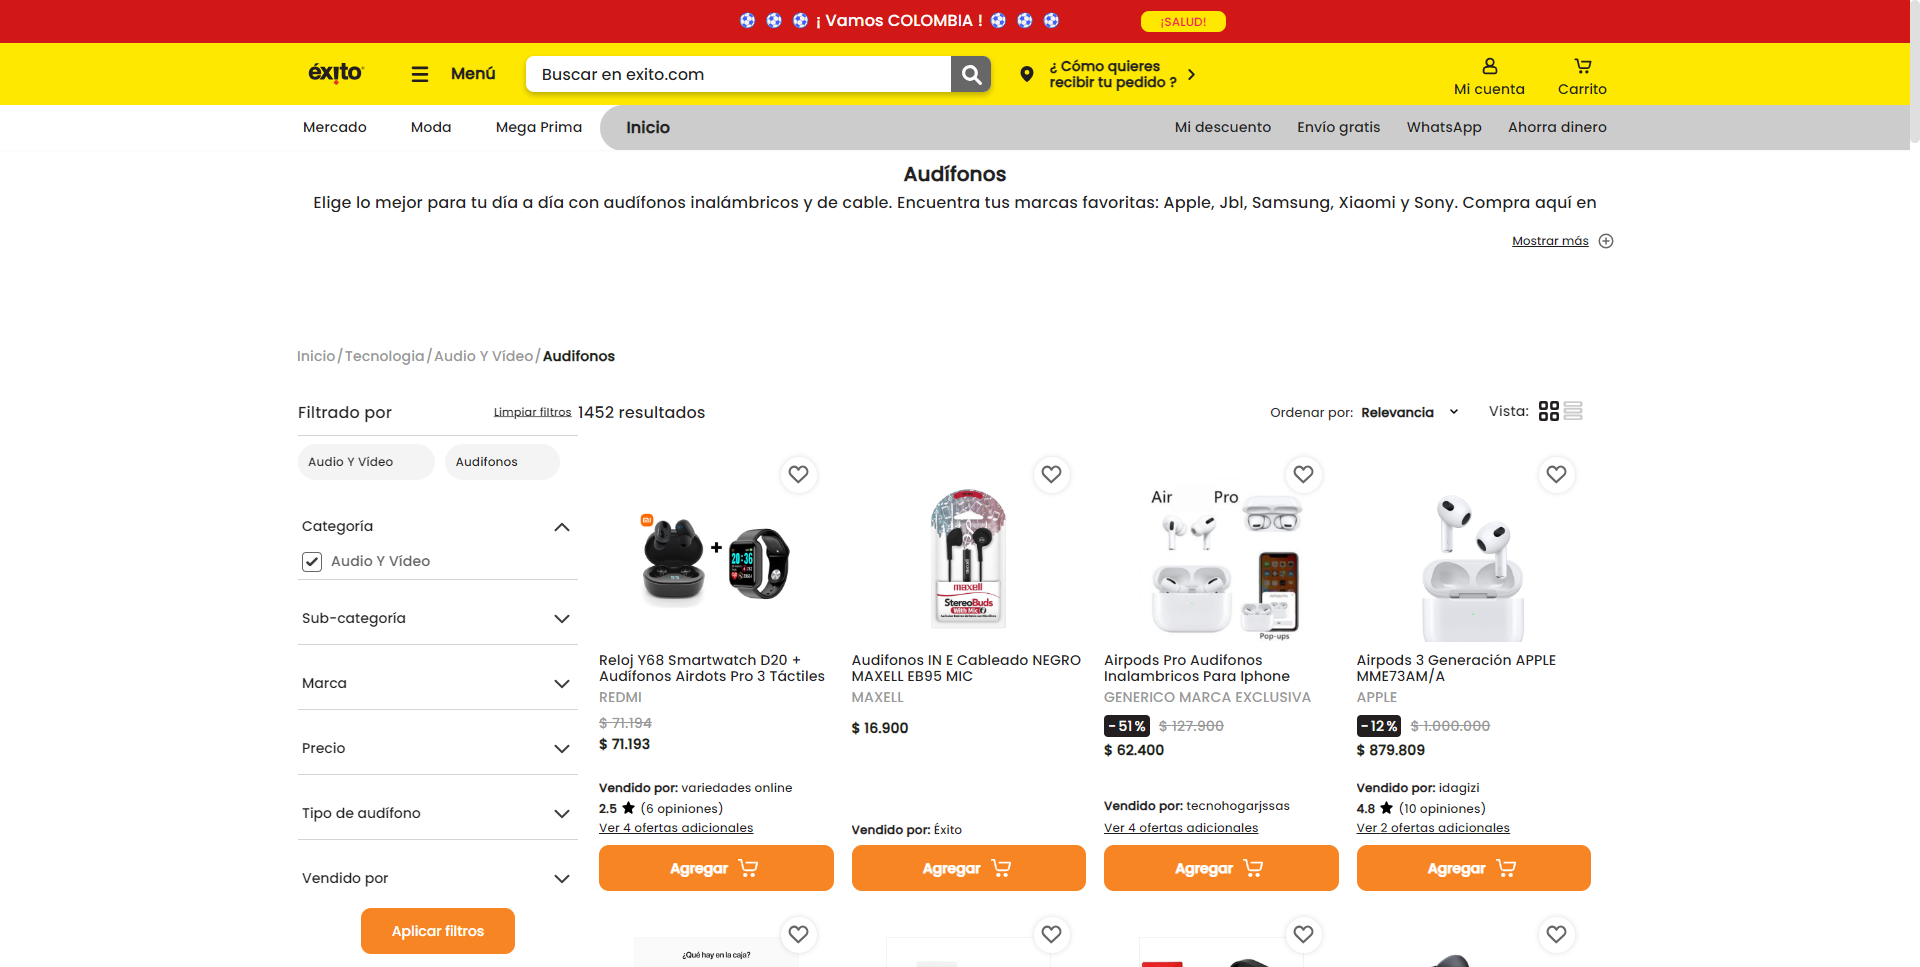 ¡ Vamos COLOMBIA !
¡SALUD!
éxito
Menú
Buscar en exito.com
¿ Cómo quieres
recibir tu pedido ?
Mi cuenta
Carrito
Mercado
Moda
Mega Prima
Inicio
Mi descuento
Envío gratis
WhatsApp
Ahorra dinero
Audífonos
Elige lo mejor para tu día a día con audífonos inalámbricos y de cable. Encuentra tus marcas favoritas: Apple, Jbl, Samsung, Xiaomi y Sony. Compra aquí en
Mostrar más
Inicio/Tecnologia/Audio Y Vídeo/Audifonos
Filtrado por
Limpiar filtros
1452 resultados
Ordenar por: Relevancia
Vista:
Audio Y Vídeo
Audifonos
Categoría
Audio Y Vídeo
Sub-categoría
Marca
Precio
Tipo de audífono
Vendido por
Aplicar filtros
20:36
Reloj Y68 Smartwatch D20 +
Audífonos Airdots Pro 3 Táctiles
REDMI
$ 71.194
$ 71.193
Vendido por: variedades online
2.5 (6 opiniones)
Ver 4 ofertas adicionales
Agregar
maxell
StereoBuds
With Mic
Audifonos IN E Cableado NEGRO
MAXELL EB95 MIC
MAXELL
$ 16.900
Vendido por: Éxito
Agregar
Air Pro
Pop-ups
Airpods Pro Audifonos
Inalambricos Para Iphone
GENERICO MARCA EXCLUSIVA
-51% $ 127.900
$ 62.400
Vendido por: tecnohogarjssas
Ver 4 ofertas adicionales
Agregar
Airpods 3 Generación APPLE
MME73AM/A
APPLE
-12% $ 1.000.000
$ 879.809
Vendido por: idagizi
4.8 (10 opiniones)
Ver 2 ofertas adicionales
Agregar
¿Qué hay en la caja?